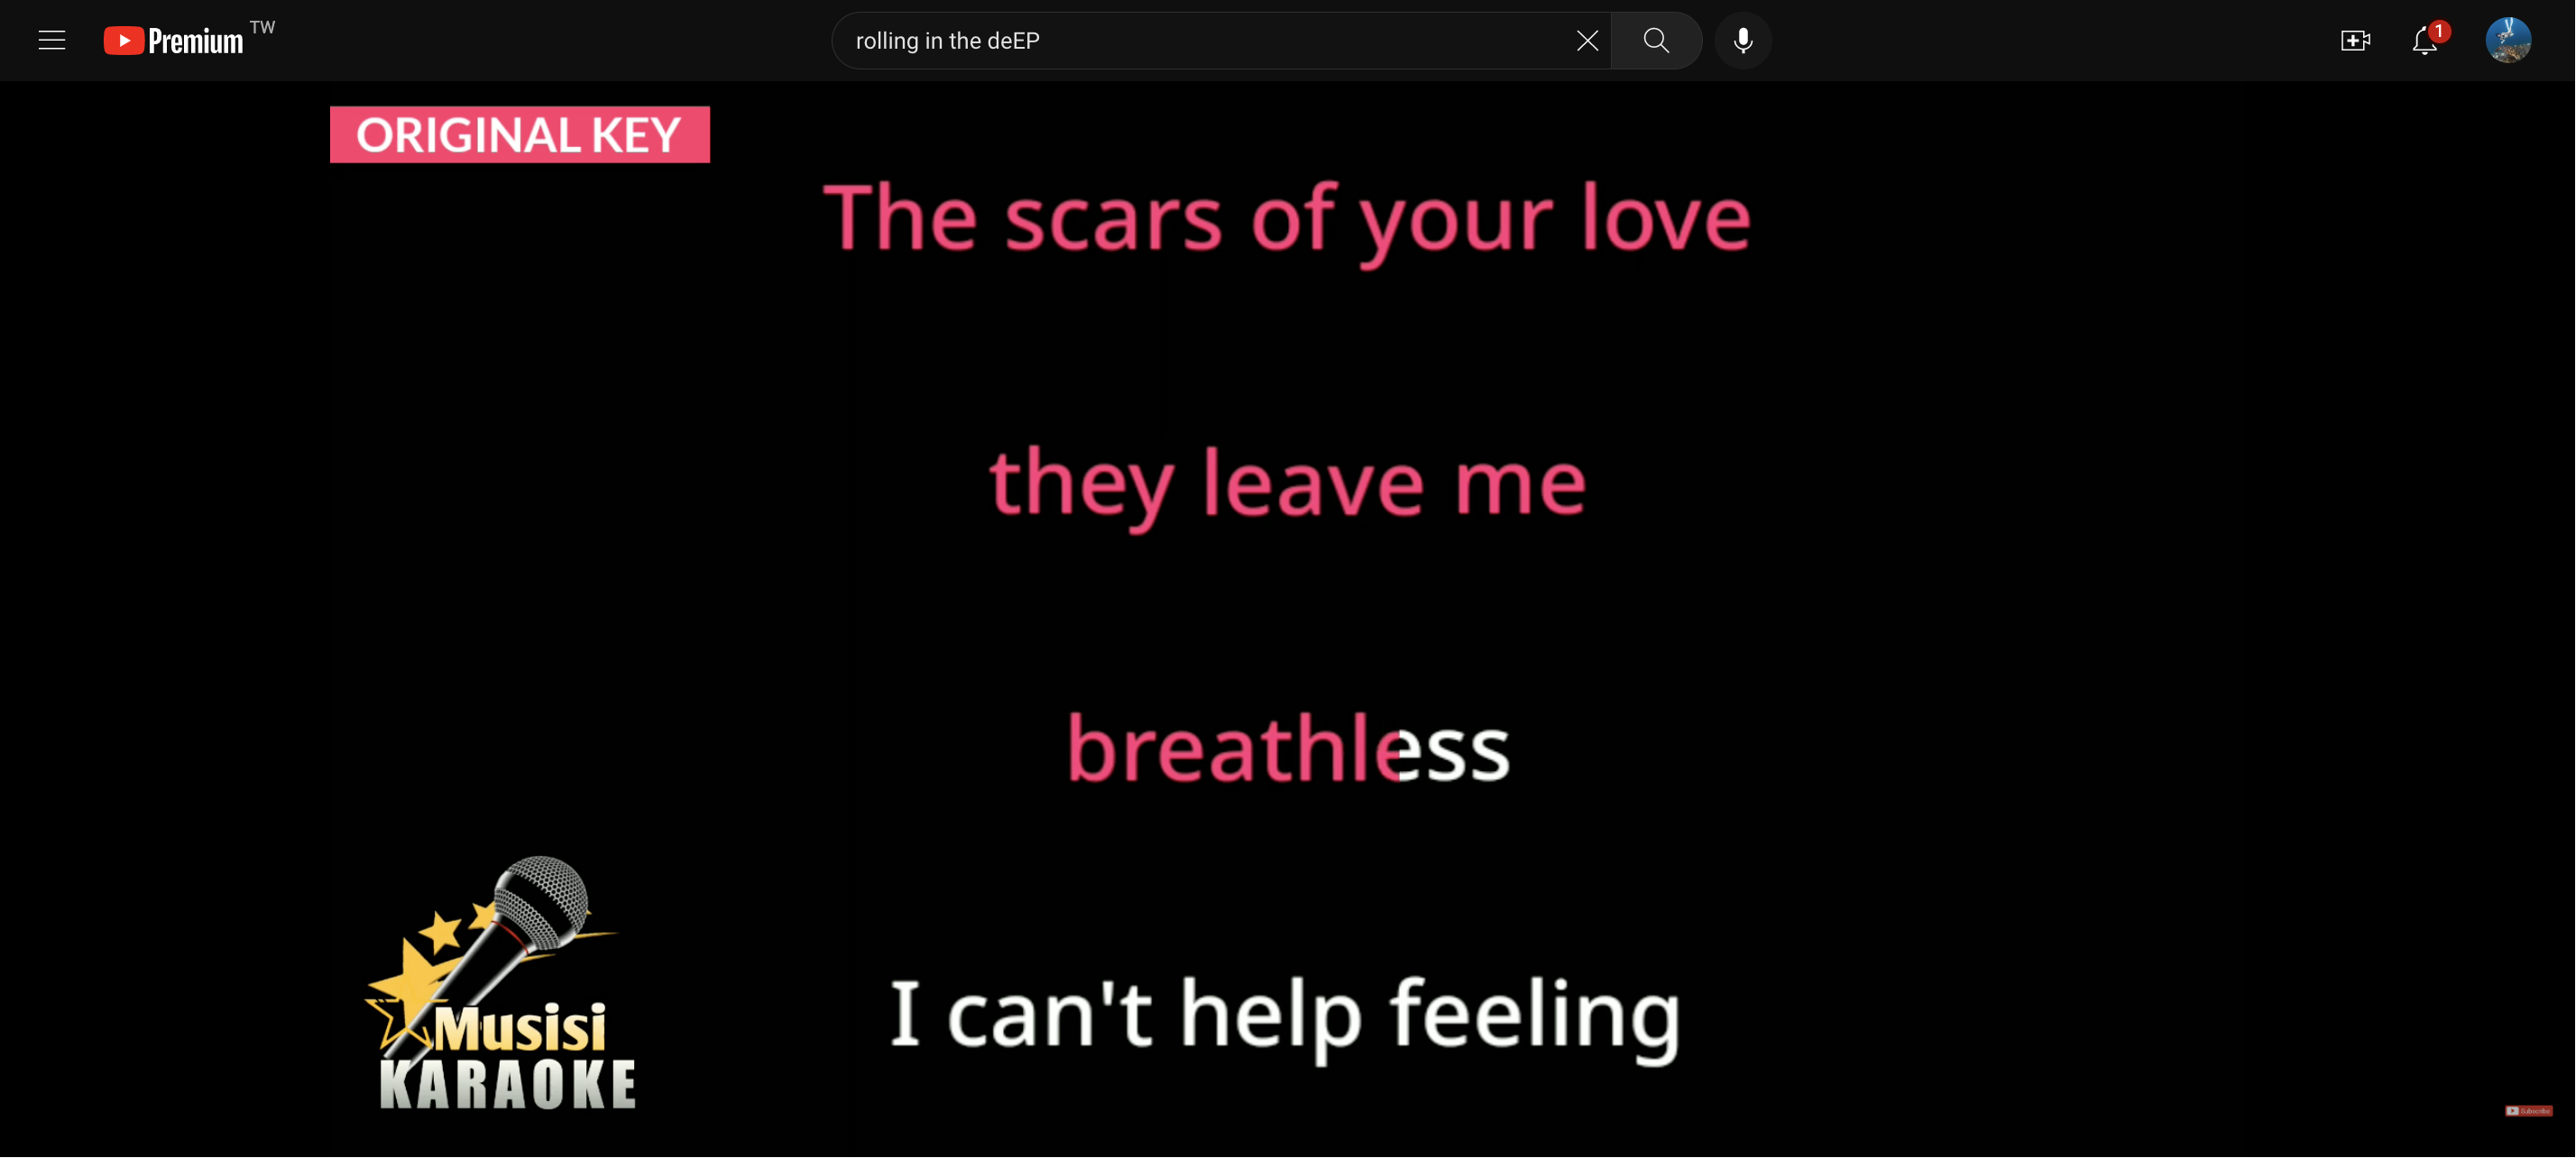 Premium TW
rolling in the deEP
1
ORIGINAL KEY
The scars of your love
they leave me
breathless
I can't help feeling
Musisi
KARAOKE
Subscribe